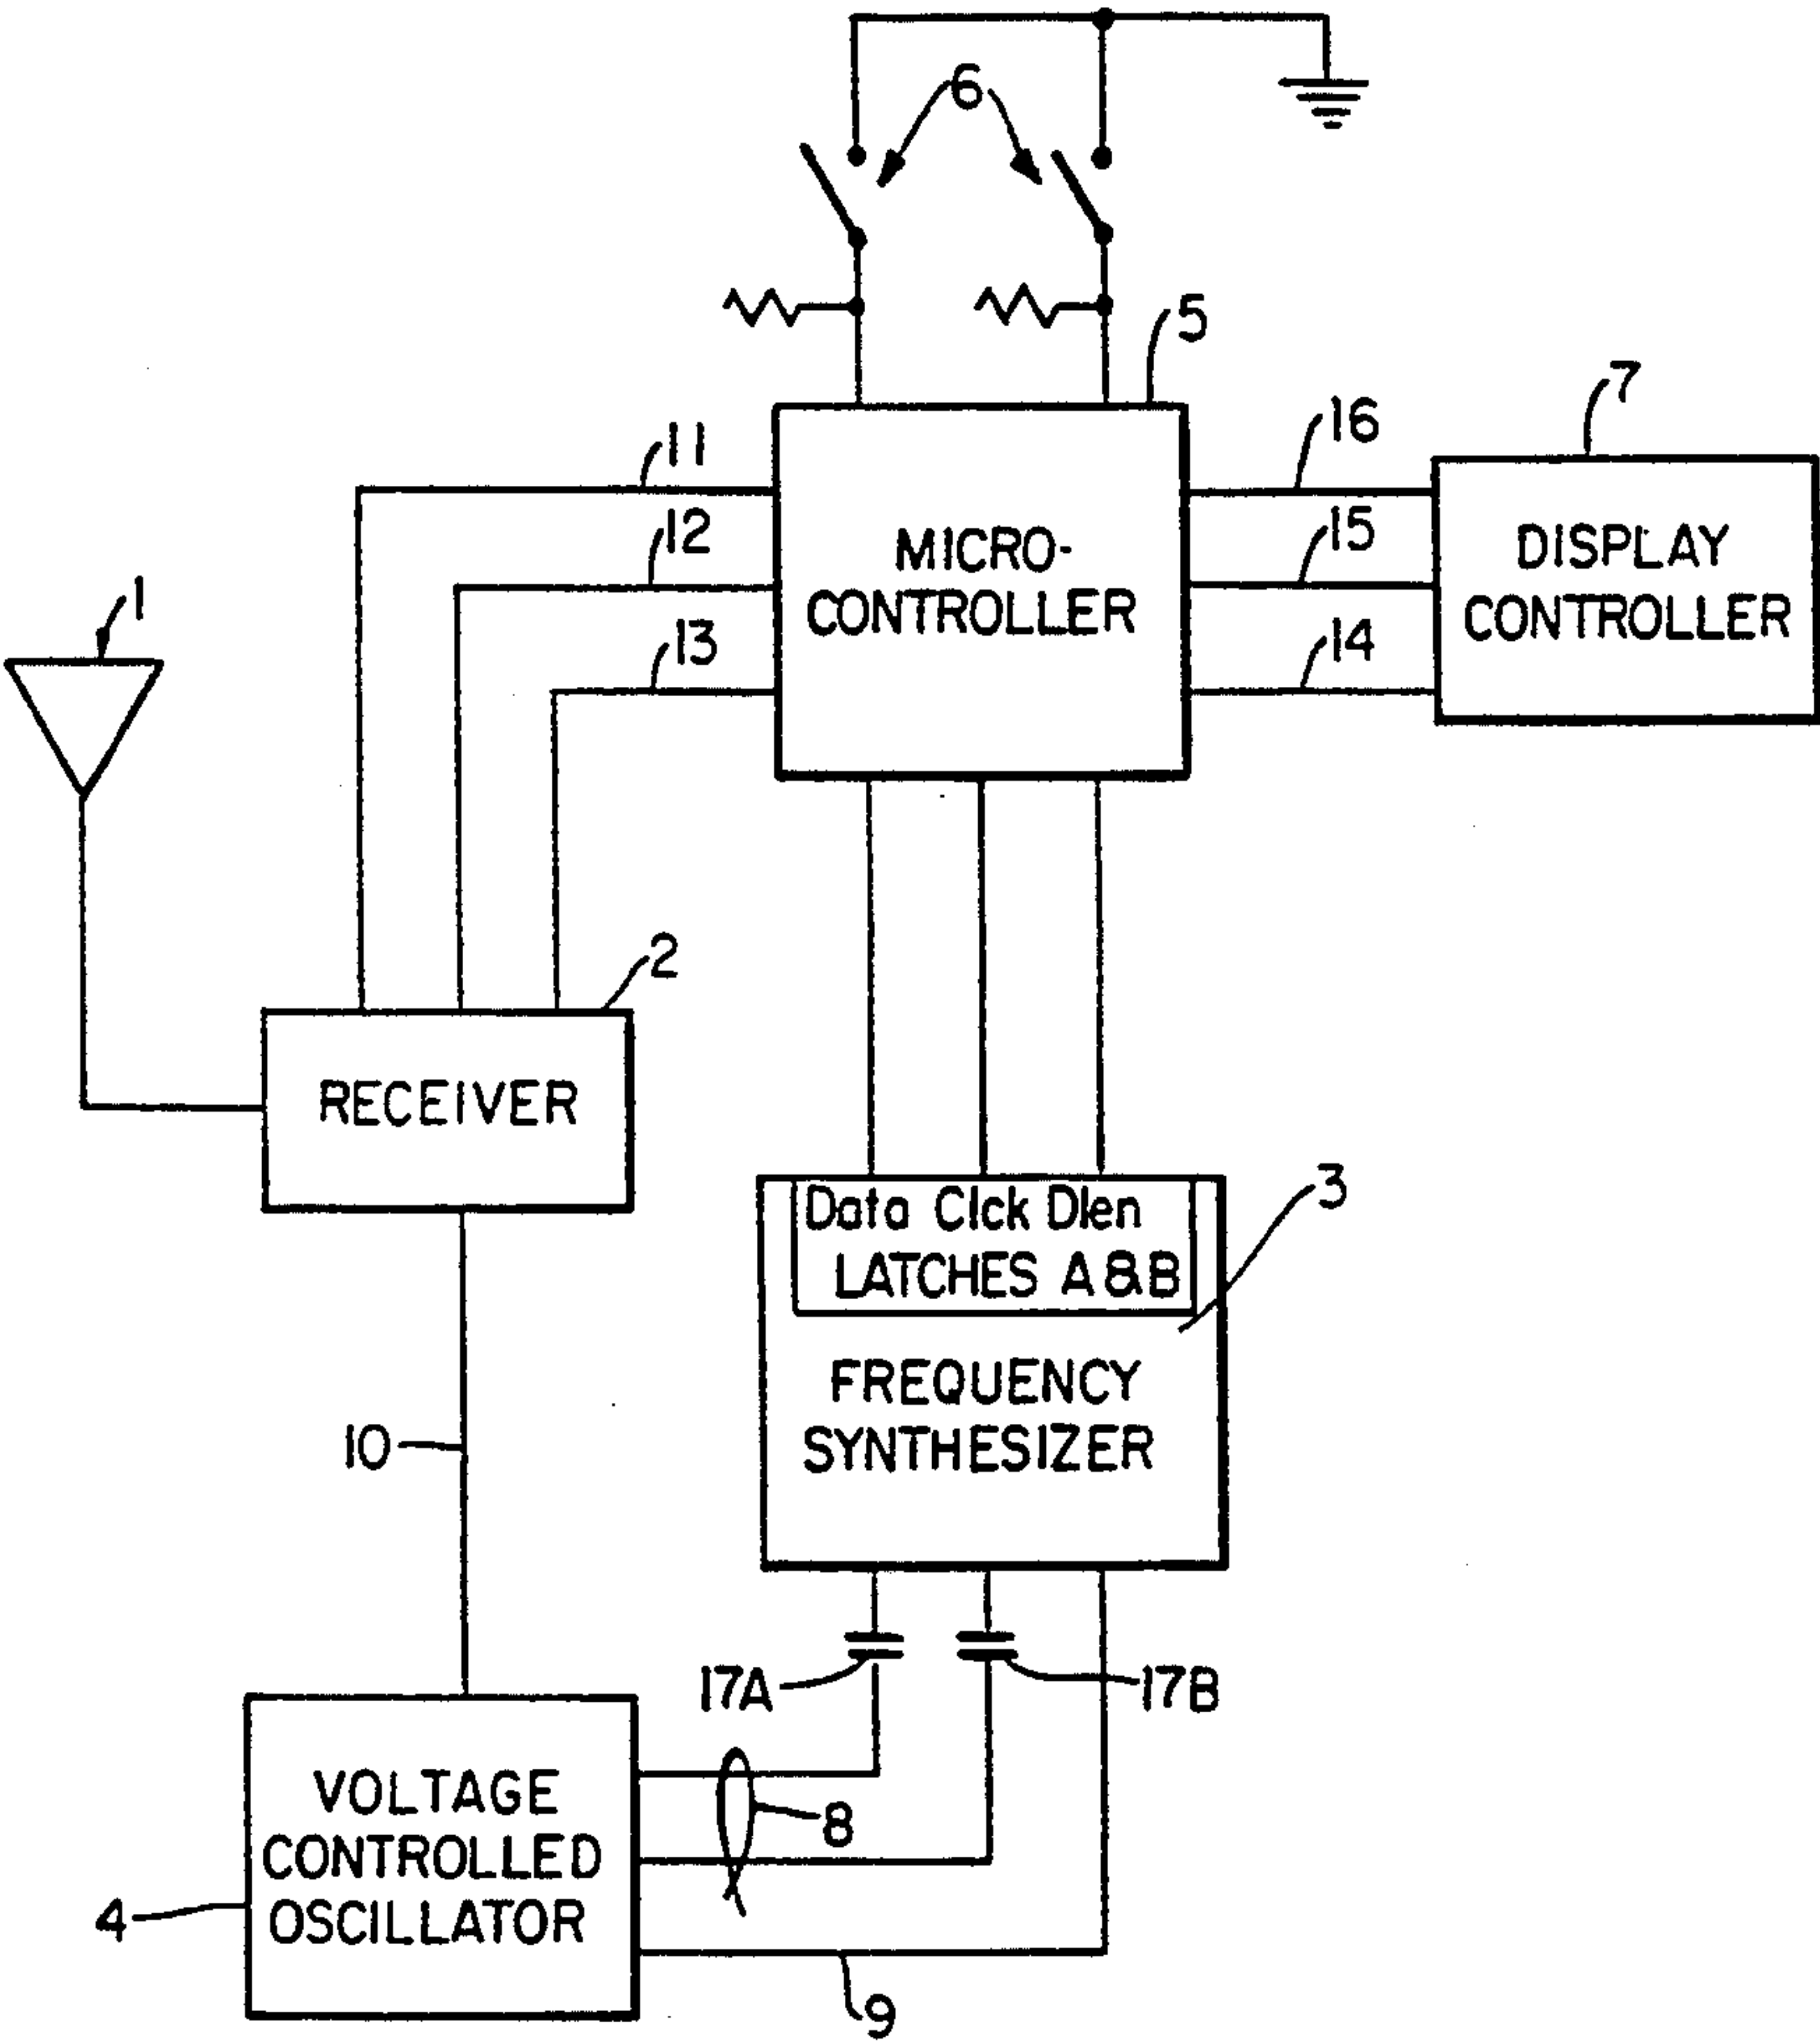 6
5
7
16
11
MICRO-
CONTROLLER
15
DISPLAY
CONTROLLER
12
1
13
14
2
RECEIVER
3
Data Clck Dlen
LATCHES A & B
FREQUENCY
SYNTHESIZER
10
17A
17B
VOLTAGE
CONTROLLED
OSCILLATOR
8
4
9